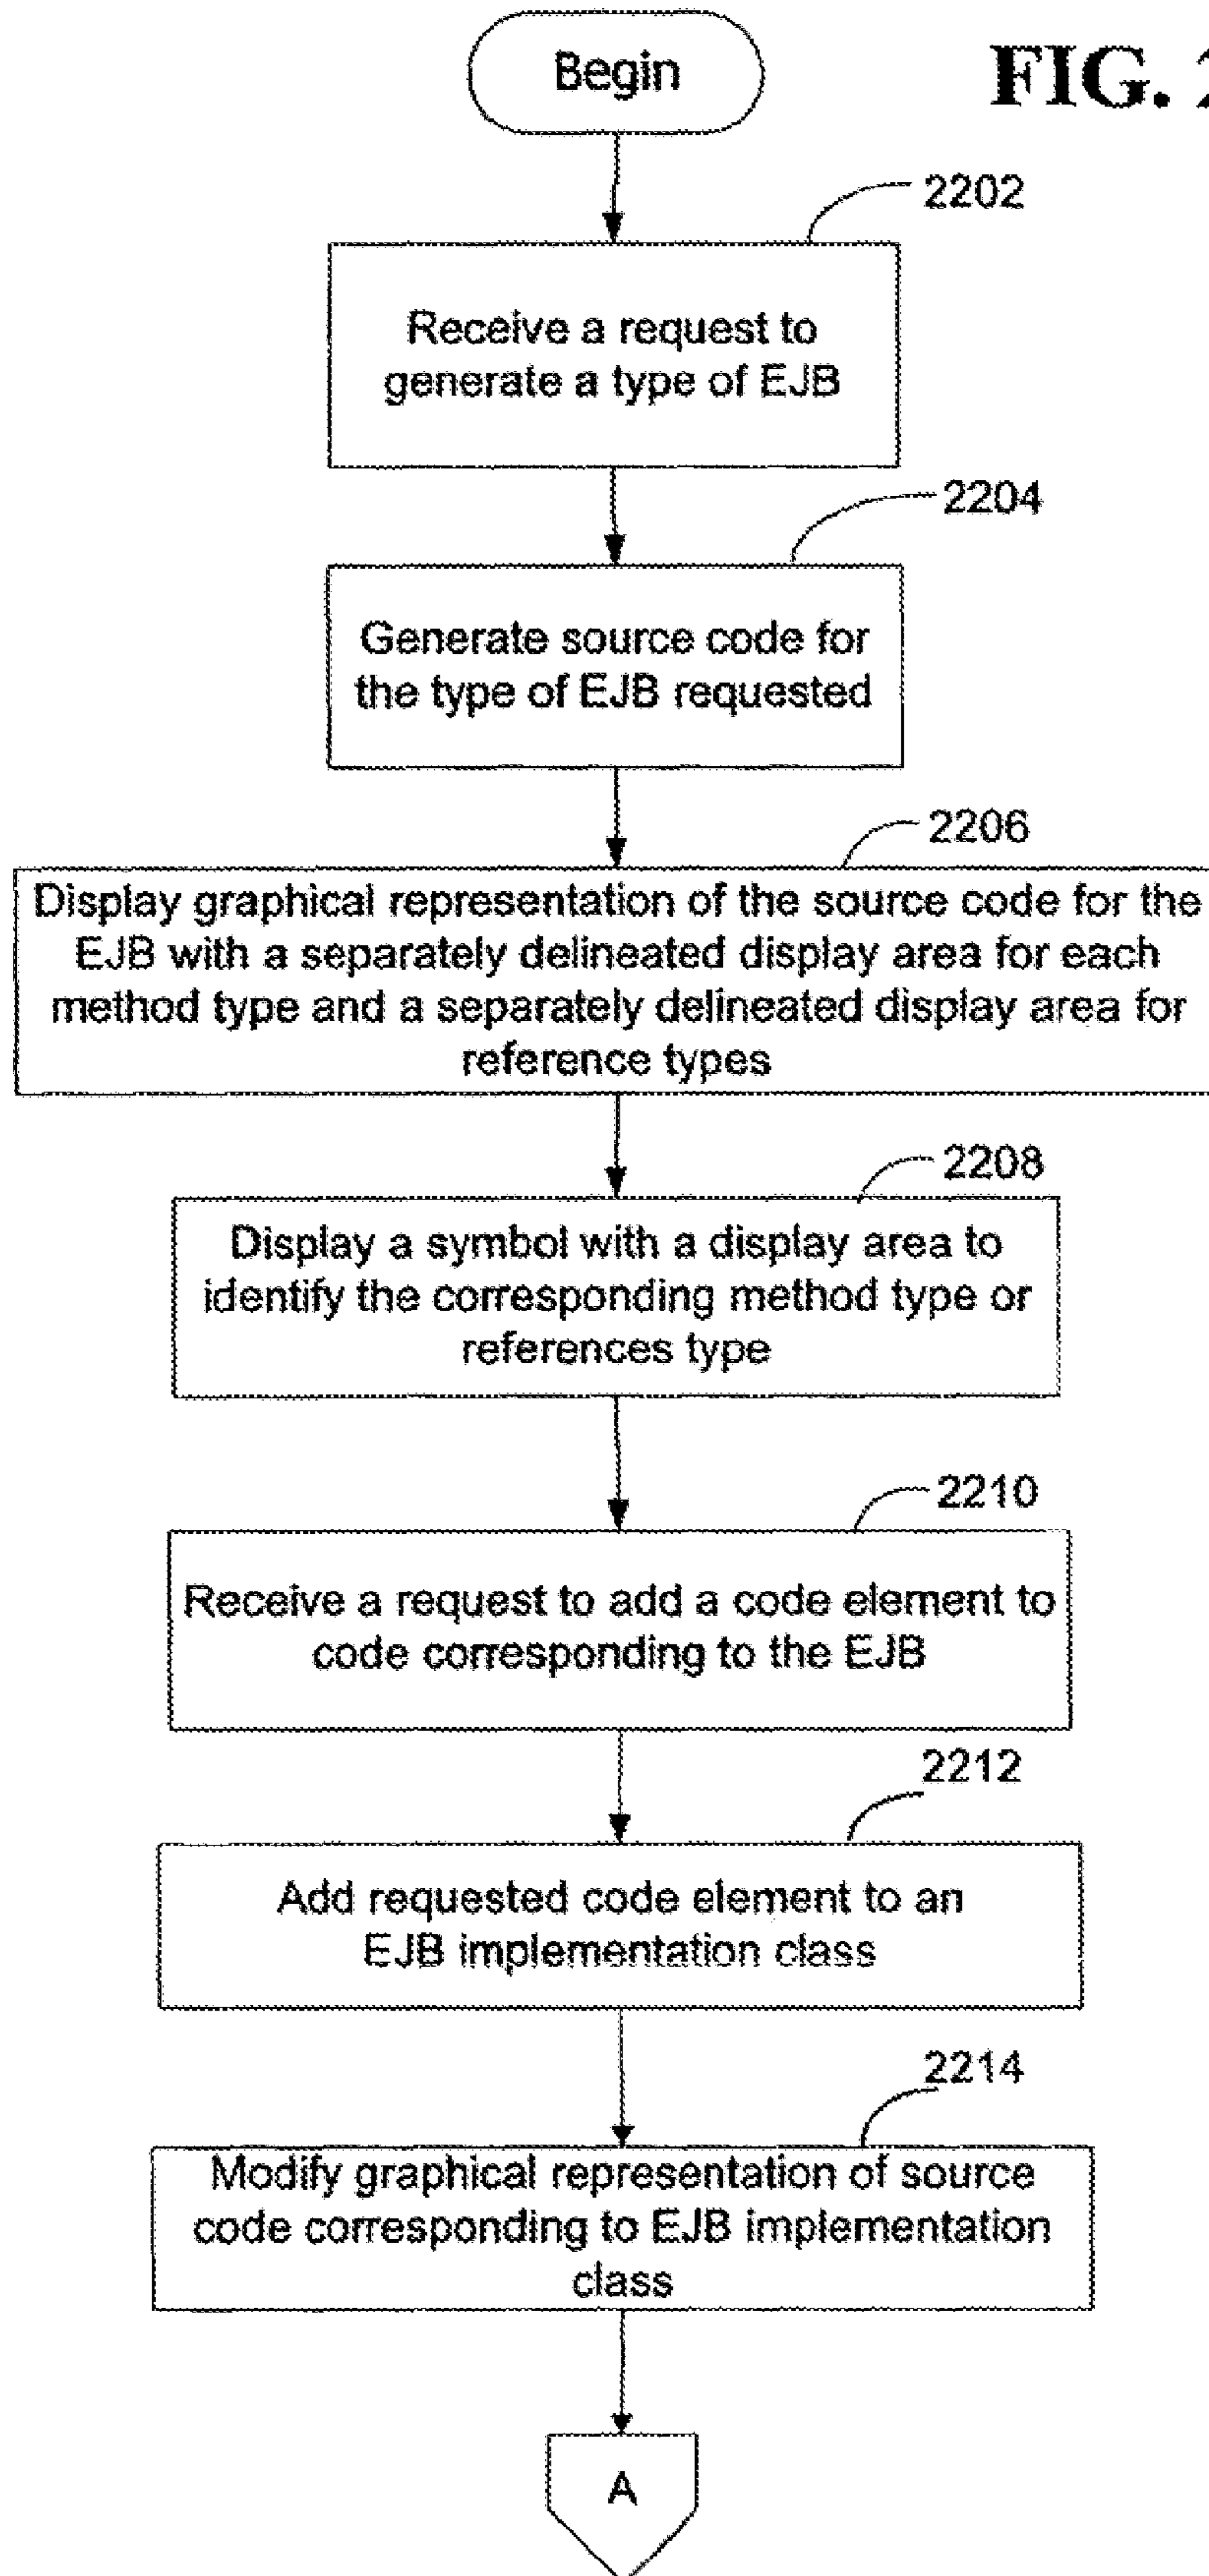 Begin
FIG. 2
2202
Receive a request to
generate a type of EJB
2204
Generate source code for
the type of EJB requested
2206
Display graphical representation of the source code for the
EJB with a separately delineated display area for each
method type and a separately delineated display area for
reference types
2208
Display a symbol with a display area to
identify the corresponding method type or
references type
2210
Receive a request to add a code element to
code corresponding to the EJB
2212
Add requested code element to an
EJB implementation class
2214
Modify graphical representation of source
code corresponding to EJB implementation
class
A